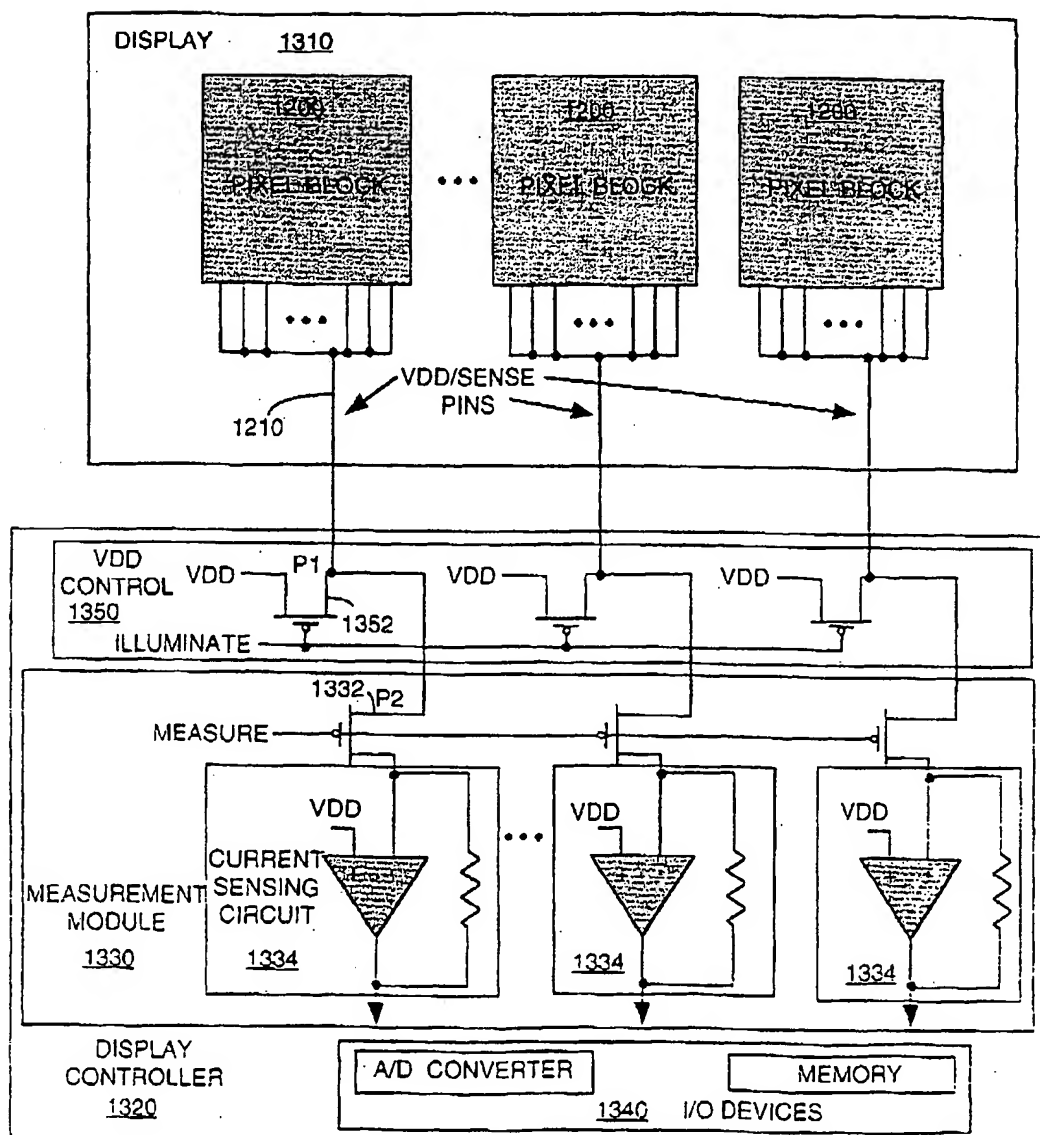 DISPLAY 1310
1200 1200 1200
PIXEL BLOCK PIXEL BLOCK PIXEL BLOCK
VDD/SENSE
PINS
1210
VDD
CONTROL
1350
VDD P1 VDD VDD
1352
ILLUMINATE
1332 P2
MEASURE
VDD VDD VDD
CURRENT
SENSING
CIRCUIT
1334 1334 1334
MEASUREMENT
MODULE
1330
DISPLAY
CONTROLLER
1320
A/D CONVERTER MEMORY
1340 I/O DEVICES